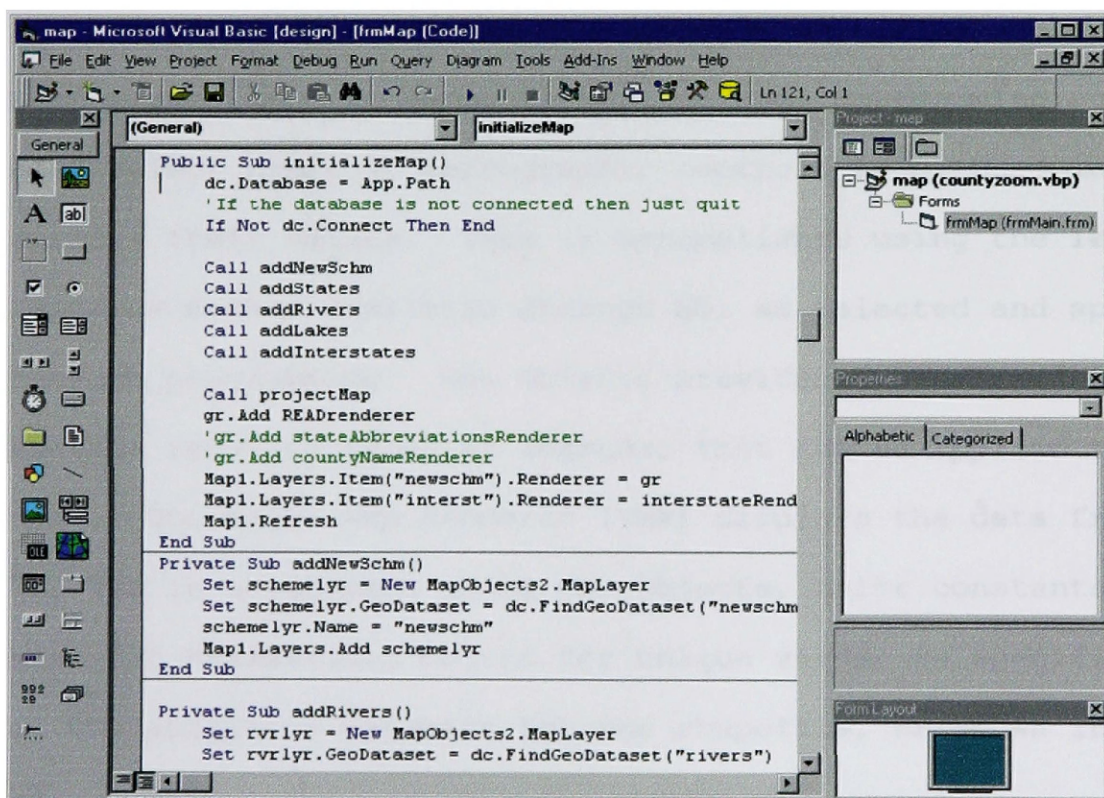 map - Microsoft Visual Basic [design] - [frmMap (Code)]
File Edit View Project Format Debug Run Query Diagram Tools Add-Ins Window Help
Ln 121, Col 1
General
(General)
initializeMap
Public Sub initializeMap()
dc.Database = App.Path
'If the database is not connected then just quit
If Not dc.Connect Then End
Call addNewSchm
Call addStates
Call addRivers
Call addLakes
Call addInterstates
Call projectMap
gr.Add READrenderer
'gr.Add stateAbbreviationsRenderer
'gr.Add countyNameRenderer
Map1.Layers.Item("newschm").Renderer = gr
Map1.Layers.Item("interst").Renderer = interstateRend
Map1.Refresh
End Sub
Private Sub addNewSchm()
Set schemelyr = New MapObjects2.MapLayer
Set schemelyr.GeoDataset = dc.FindGeoDataset("newschm
schemelyr.Name = "newschm"
Map1.Layers.Add schemelyr
End Sub
Private Sub addRivers()
Set rvrlyr = New MapObjects2.MapLayer
Set rvrlyr.GeoDataset = dc.FindGeoDataset("rivers")
Project - map
map (countyzoom.vbp)
Forms
frmMap (frmMain.frm)
Properties
Alphabetic Categorized
Form Layout